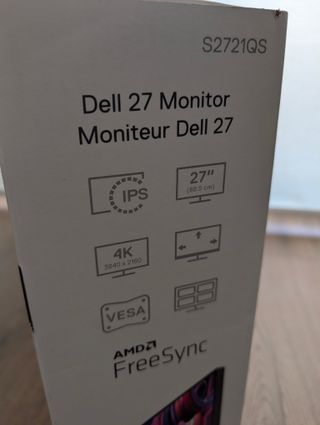 S2721QS
Dell 27 Monitor
Moniteur Dell 27
IPS
27"
(68.5 cm)
4K
3840 x 2160
VESA
AMD
FreeSync